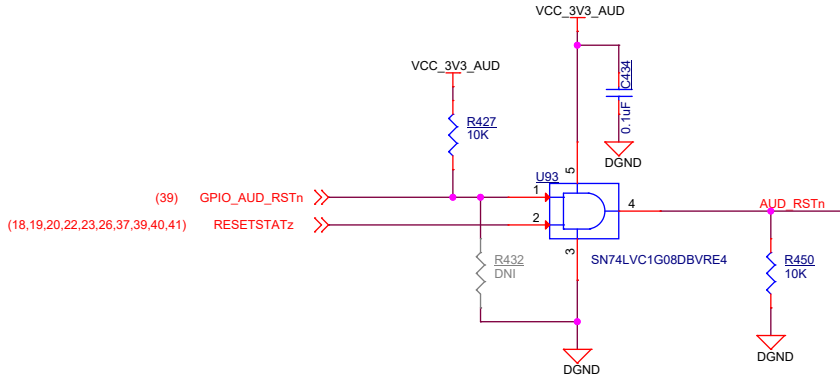 VCC_3V3_AUD
VCC_3V3_AUD
C434
0.1uF
R427
10K
DGND
U93
5
(39) GPIO_AUD_RSTn
1
4
AUD_RSTn
(18,19,20,22,23,26,37,39,40,41) RESETSTATz
2
3
SN74LVC1G08DBVRE4
R432
DNI
R450
10K
DGND
DGND